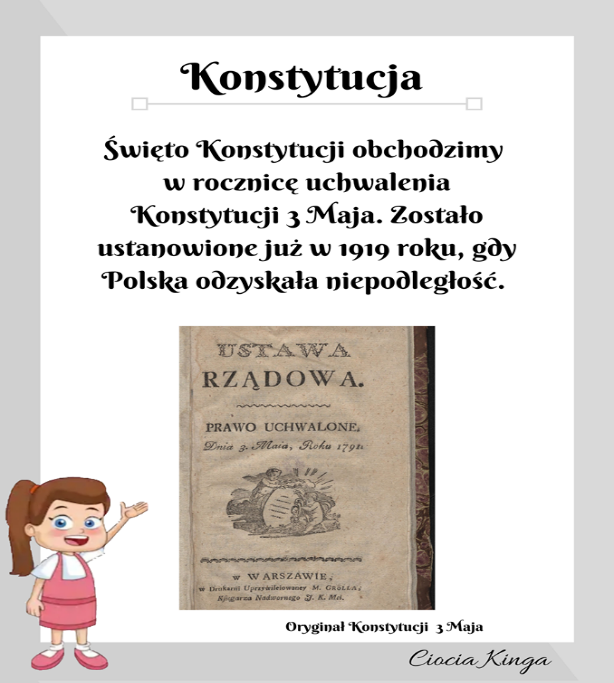 Konstytucja
Święto Konstytucji obchodzimy
w rocznicę uchwalenia
Konstytucji 3 Maja. Zostało
ustanowione już w 1919 roku, gdy
Polska odzyskała niepodległość.
USTAWA
RZĄDOWA.
PRAWO UCHWALONE.
Dnia 3. Maia, Roku 1791.
w WARSZAWIE,
w Drukarni Uprzywileiowaney M. GRÖLLA,
Xięgarza Nadwornego J. K. Mci.
Oryginał Konstytucji 3 Maja
Ciocia Kinga